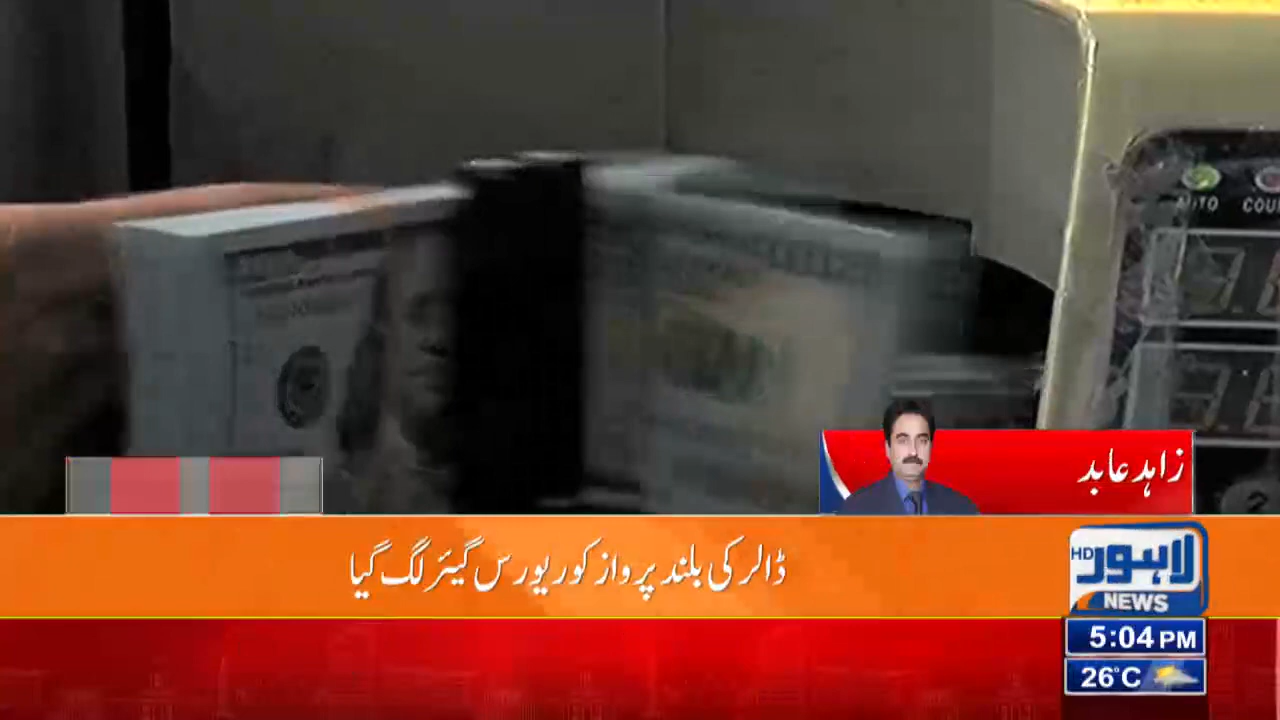 AUTO
زاہد عابد
ڈالر کی بلند پرواز کو ریورس گیئر لگ گیا
HD
لاہور
NEWS
5:04 PM
26°C